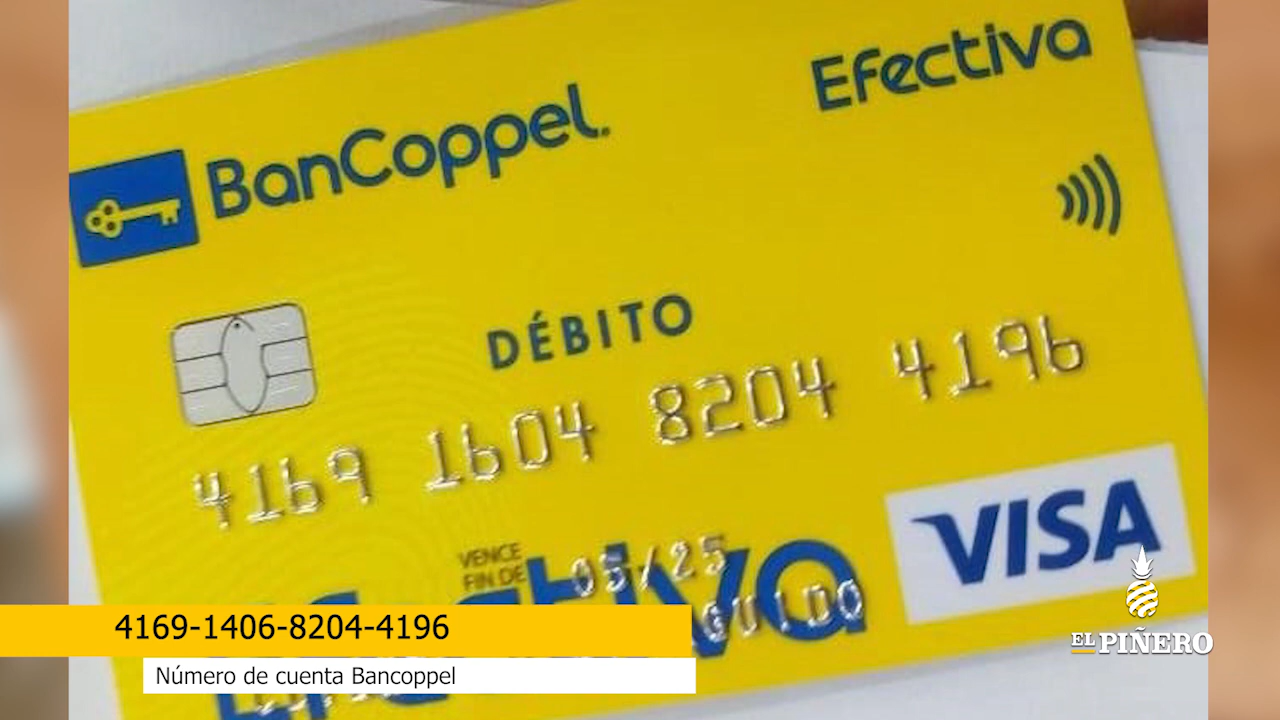 BanCoppel.
Efectiva
DÉBITO
4169 1604 8204 4196
VENCE
FIN DE
05/25
VISA
GUIDO
4169-1406-8204-4196
Número de cuenta Bancoppel
EL PIÑERO